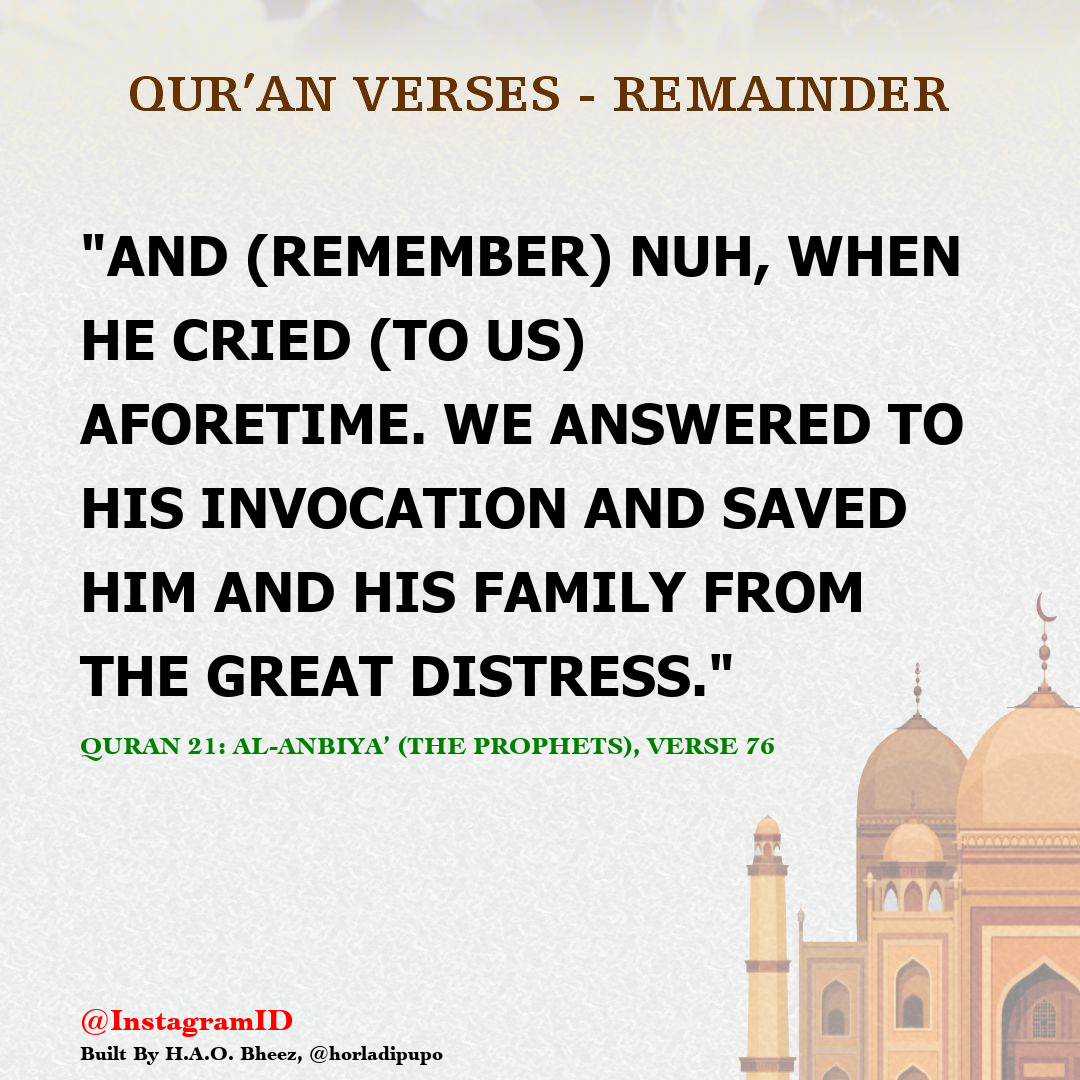 QUR'AN VERSES - REMAINDER
"AND (REMEMBER) NUH, WHEN
HE CRIED (TO US)
AFORETIME. WE ANSWERED TO
HIS INVOCATION AND SAVED
HIM AND HIS FAMILY FROM
THE GREAT DISTRESS."
QURAN 21: AL-ANBIYA' (THE PROPHETS), VERSE 76
@InstagramID
Built By H.A.O. Bheez, @horladipupo